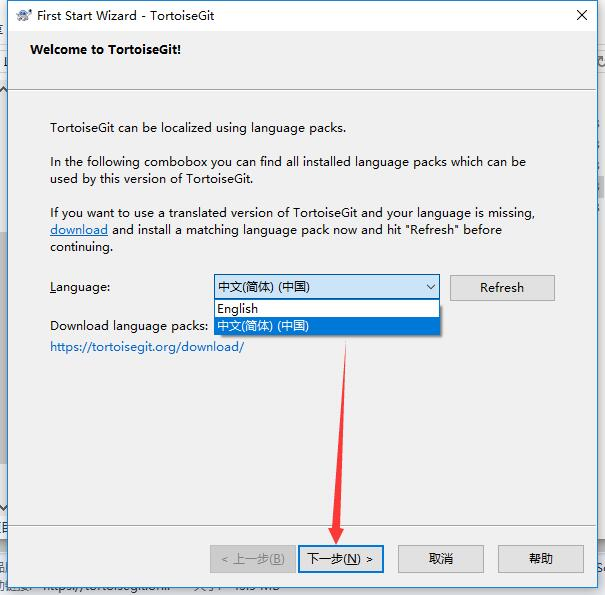 First Start Wizard - TortoiseGit
Welcome to TortoiseGit!
TortoiseGit can be localized using language packs.
In the following combobox you can find all installed language packs which can be
used by this version of TortoiseGit.
If you want to use a translated version of TortoiseGit and your language is missing,
download and install a matching language pack now and hit "Refresh" before
continuing.
Language:
中文(简体) (中国)
Refresh
English
中文(简体) (中国)
Download language packs:
https://tortoisegit.org/download/
< 上一步(B)
下一步(N) >
取消
帮助